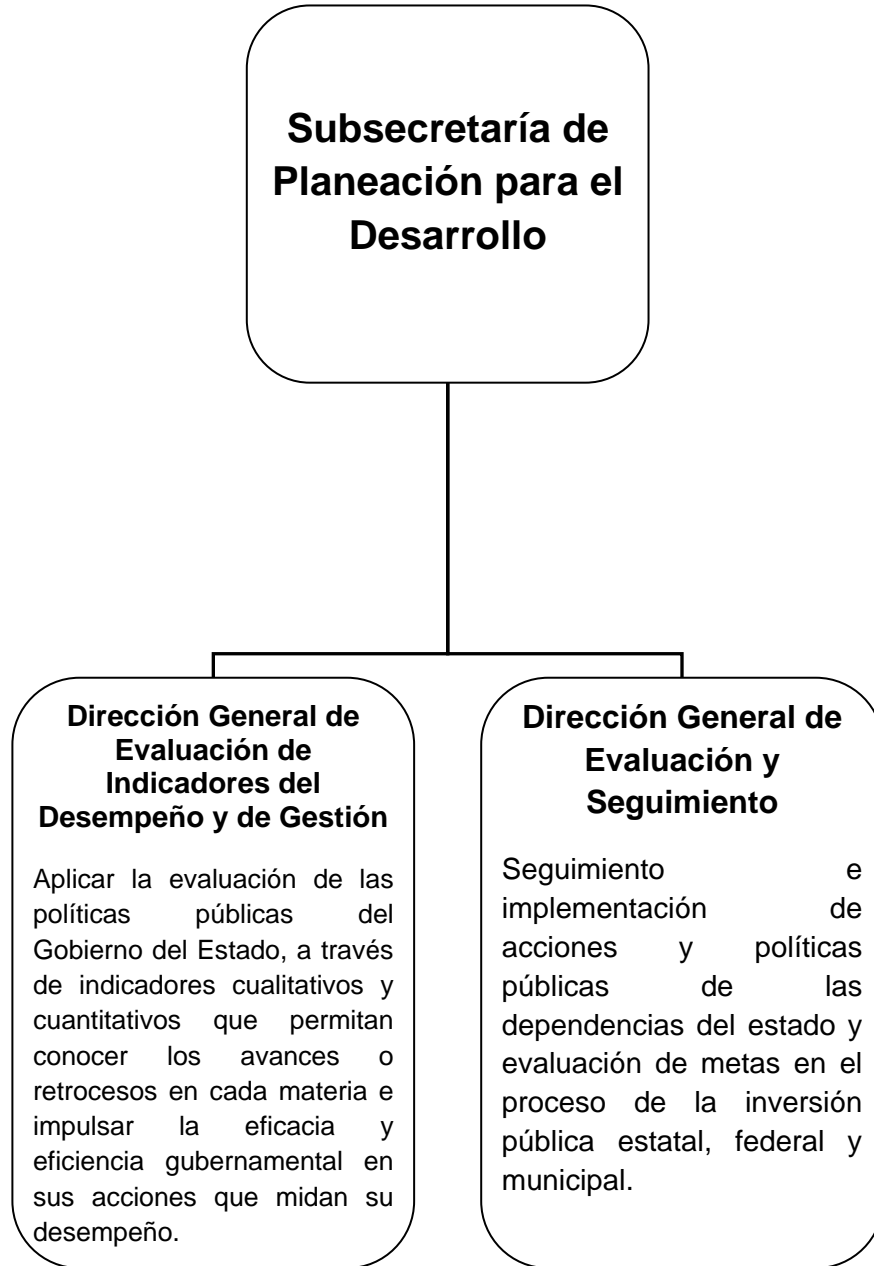 Subsecretaría de
Planeación para el
Desarrollo
Dirección General de
Evaluación de
Indicadores del
Desempeño y de Gestión
Aplicar la evaluación de las
políticas públicas del
Gobierno del Estado, a través
de indicadores cualitativos y
cuantitativos que permitan
conocer los avances o
retrocesos en cada materia e
impulsar la eficacia y
eficiencia gubernamental en
sus acciones que midan su
desempeño.
Dirección General de
Evaluación y
Seguimiento
Seguimiento e
implementación de
acciones y políticas
públicas de las
dependencias del estado y
evaluación de metas en el
proceso de la inversión
pública estatal, federal y
municipal.